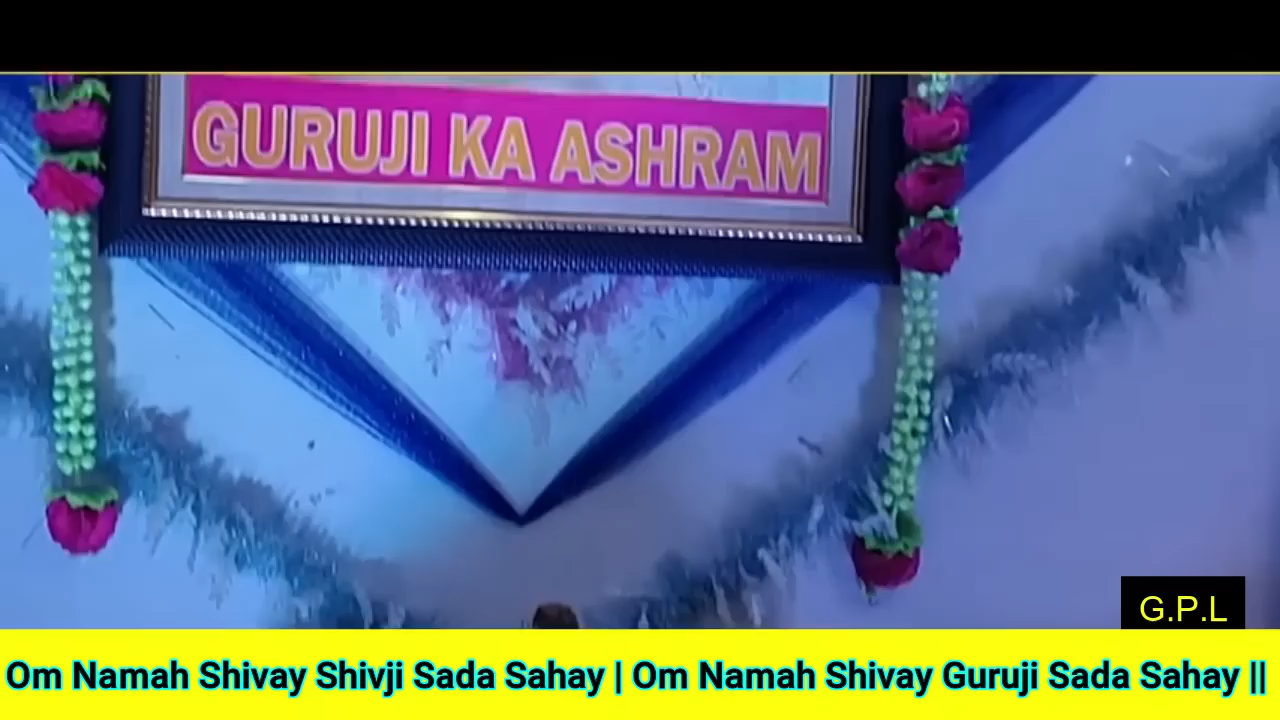 GURUJI KA ASHRAM
G.P.L
Om Namah Shivay Shivji Sada Sahay | Om Namah Shivay Guruji Sada Sahay ||